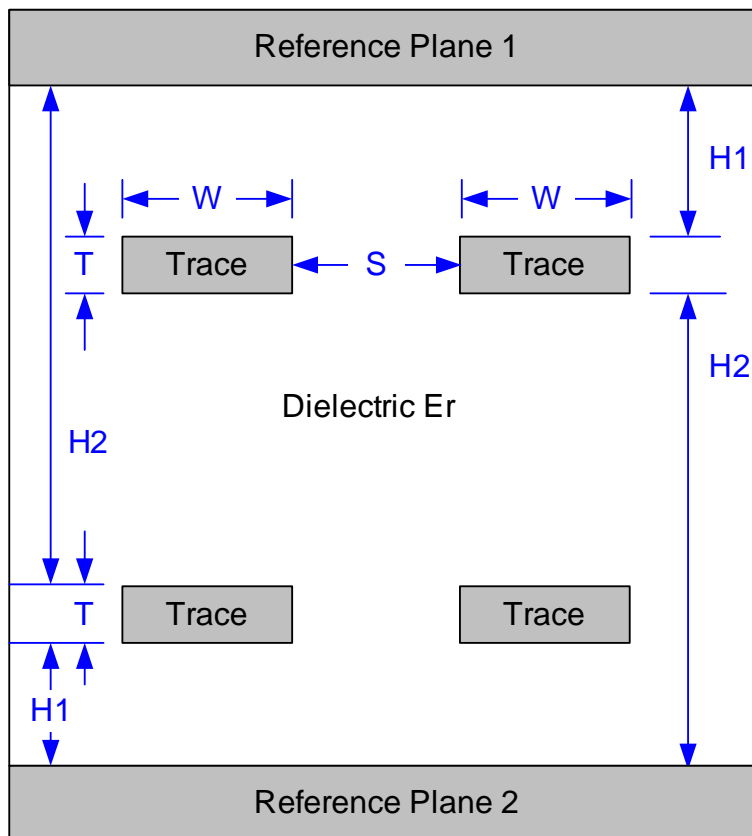 Reference Plane 1
H1
W
W
T
Trace
S
Trace
H2
Dielectric Er
H2
T
Trace
Trace
H1
Reference Plane 2